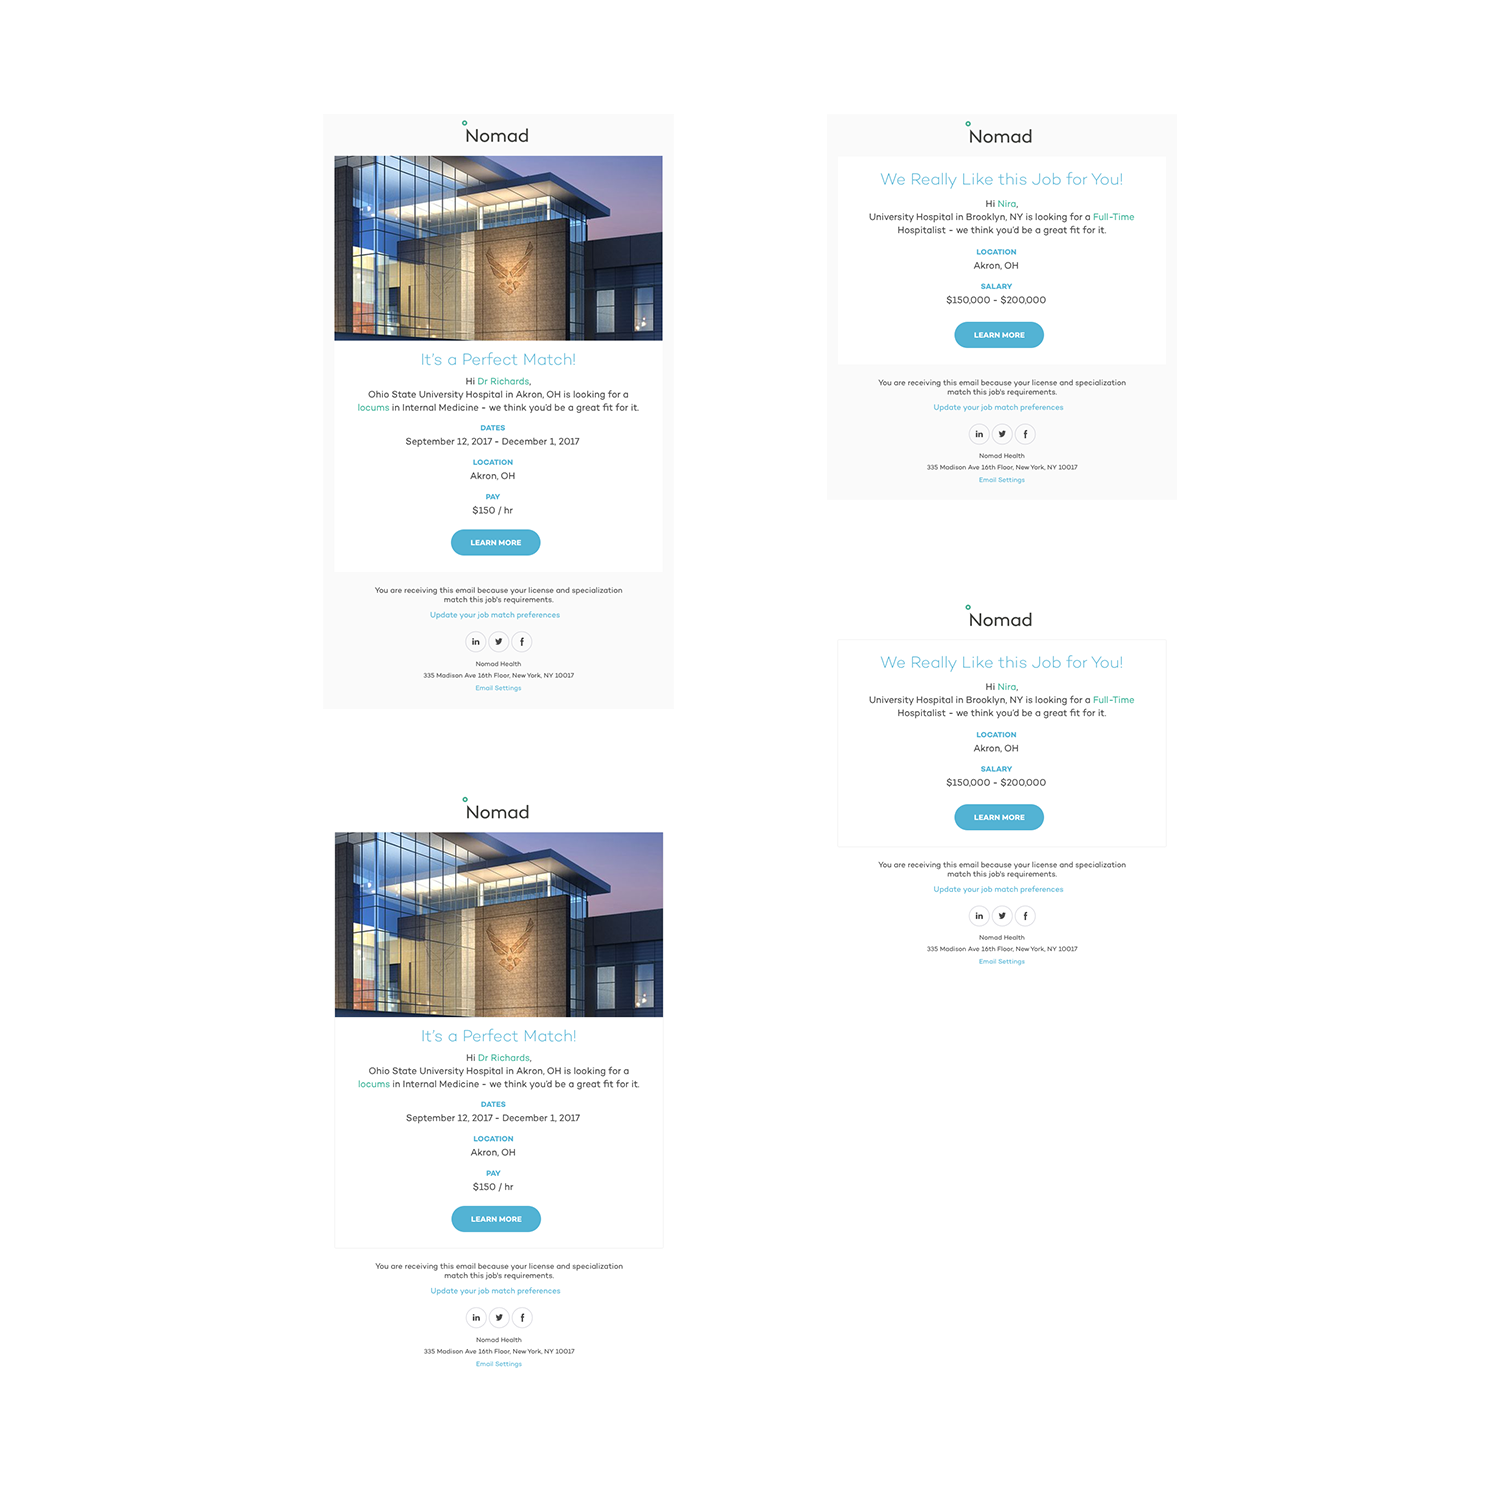 Nomad
It's a Perfect Match!
Hi Dr Richards,
Ohio State University Hospital in Akron, OH is looking for a
locums in Internal Medicine - we think you'd be a great fit for it.
DATES
September 12, 2017 - December 1, 2017
LOCATION
Akron, OH
PAY
$150 / hr
LEARN MORE
You are receiving this email because your license and specialization
match this job's requirements.
Update your job match preferences
in f
Nomad Health
335 Madison Ave 16th Floor, New York, NY 10017
Email Settings
Nomad
We Really Like this Job for You!
Hi Nira,
University Hospital in Brooklyn, NY is looking for a Full-Time
Hospitalist - we think you'd be a great fit for it.
LOCATION
Akron, OH
SALARY
$150,000 - $200,000
LEARN MORE
You are receiving this email because your license and specialization
match this job's requirements.
Update your job match preferences
in f
Nomad Health
335 Madison Ave 16th Floor, New York, NY 10017
Email Settings
Nomad
It's a Perfect Match!
Hi Dr Richards,
Ohio State University Hospital in Akron, OH is looking for a
locums in Internal Medicine - we think you'd be a great fit for it.
DATES
September 12, 2017 - December 1, 2017
LOCATION
Akron, OH
PAY
$150 / hr
LEARN MORE
You are receiving this email because your license and specialization
match this job's requirements.
Update your job match preferences
in f
Nomad Health
335 Madison Ave 16th Floor, New York, NY 10017
Email Settings
Nomad
We Really Like this Job for You!
Hi Nira,
University Hospital in Brooklyn, NY is looking for a Full-Time
Hospitalist - we think you'd be a great fit for it.
LOCATION
Akron, OH
SALARY
$150,000 - $200,000
LEARN MORE
You are receiving this email because your license and specialization
match this job's requirements.
Update your job match preferences
in f
Nomad Health
335 Madison Ave 16th Floor, New York, NY 10017
Email Settings